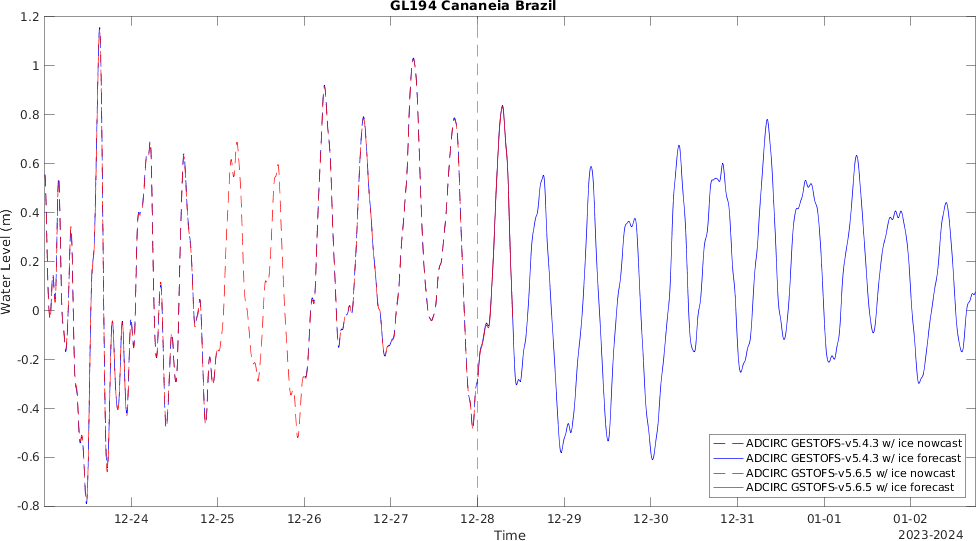 GL194 Cananeia Brazil
1.2
1
0.8
0.6
0.4
0.2
0
-0.2
-0.4
-0.6
-0.8
Water Level (m)
ADCIRC GESTOFS-v5.4.3 w/ ice nowcast
ADCIRC GESTOFS-v5.4.3 w/ ice forecast
ADCIRC GSTOFS-v5.6.5 w/ ice nowcast
ADCIRC GSTOFS-v5.6.5 w/ ice forecast
12-24 12-25 12-26 12-27 12-28 12-29 12-30 12-31 01-01 01-02
Time
2023-2024